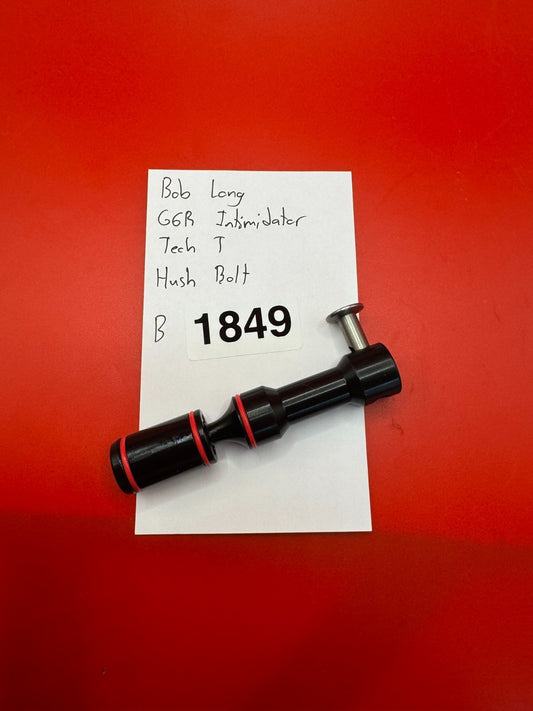 Bob Long
G6R Intimidator
Tech T
Hush Bolt
B 1849